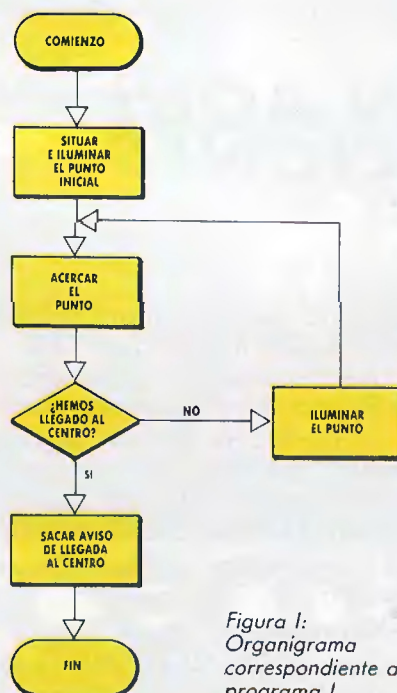 COMIENZO
SITUAR
E ILUMINAR
EL PUNTO
INICIAL
ACERCAR
EL
PUNTO
¿HEMOS
LLEGADO AL
CENTRO?
NO
ILUMINAR
EL PUNTO
SI
SACAR AVISO
DE LLEGADA
AL CENTRO
FIN
Figura I:
Organigrama
correspondiente a
programa I